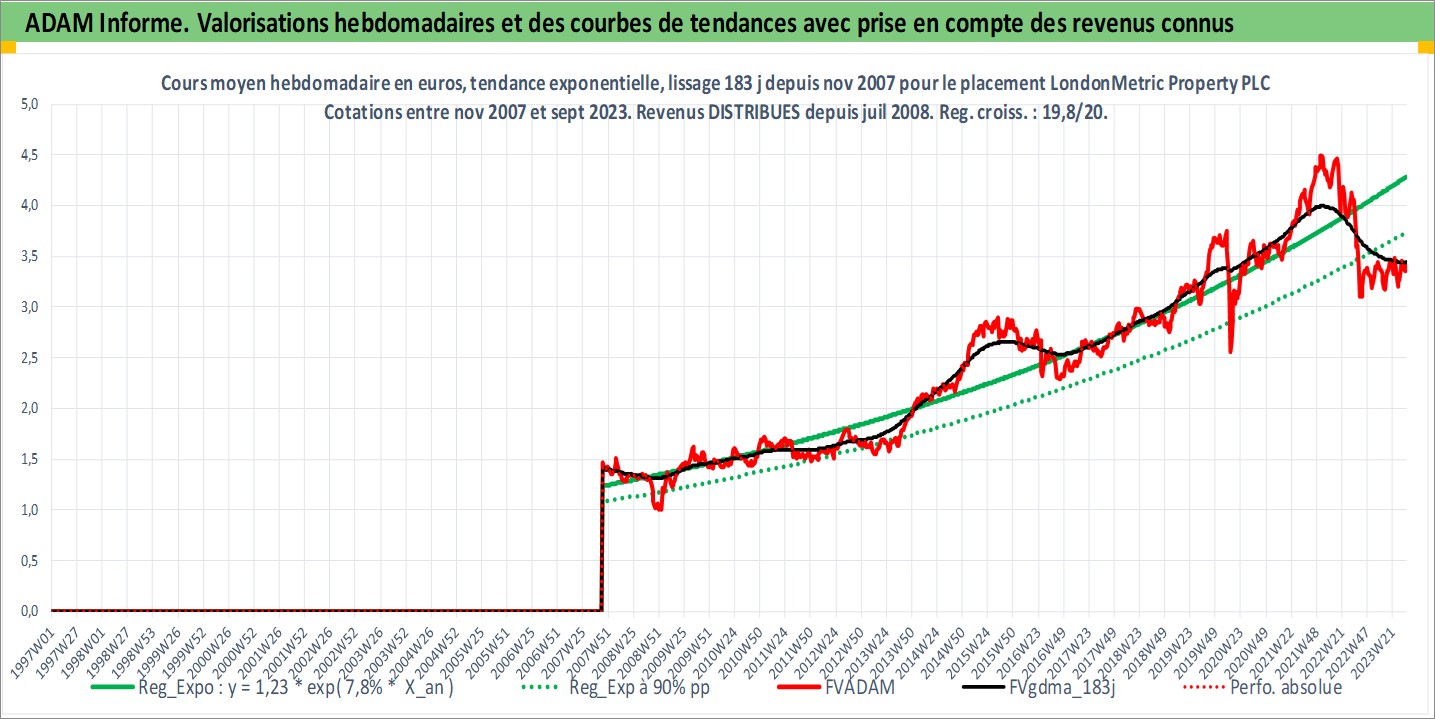 ADAM Informe. Valorisations hebdomadaires et des courbes de tendances avec prise en compte des revenus connus
Cours moyen hebdomadaire en euros, tendance exponentielle, lissage 183 j depuis nov 2007 pour le placement LondonMetric Property PLC
Cotations entre nov 2007 et sept 2023. Revenus DISTRIBUES depuis juil 2008. Reg. croiss. : 19,8/20.
5,0
4,5
4,0
3,5
3,0
2,5
2,0
1,5
1,0
0,5
0,0
1997W01
1997W27
1998W01
1998W27
1998W53
1999W26
1999W52
2000W26
2000W52
2001W26
2001W52
2002W26
2002W52
2003W26
2003W52
2004W26
2004W52
2005W25
2005W51
2006W25
2006W51
2007W25
2007W51
2008W25
2008W51
2009W25
2009W51
2010W24
2010W50
2011W24
2011W50
2012W24
2012W50
2013W24
2013W50
2014W24
2014W50
2015W24
2015W50
2016W23
2016W49
2017W23
2017W49
2018W23
2018W49
2019W23
2019W49
2020W23
2020W49
2021W22
2021W48
2022W21
2022W47
2023W21
Reg_Expo : y = 1,23 * exp( 7,8% * X_an )
Reg_Exp à 90% pp
FVADAM
FVgdma_183j
Perfo. absolue